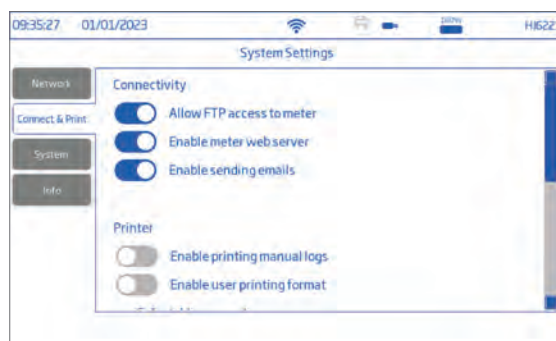 09:35:27 01/01/2023 HI622
System Settings
Network
Connectivity
Connect & Print
Allow FTP access to meter
Enable meter web server
System
Enable sending emails
Info
Printer
Enable printing manual logs
Enable user printing format